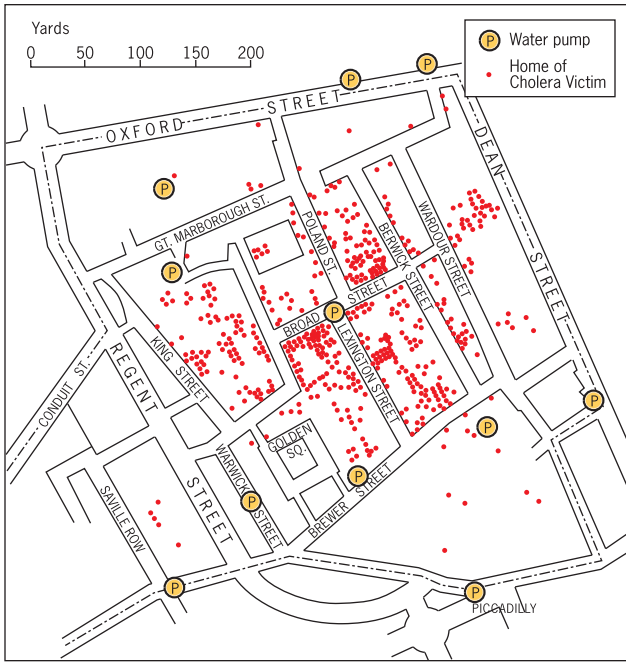 Yards
0 50 100 150 200
P Water pump
Home of
Cholera Victim
P
P
OXFORD STREET
DEAN STREET
P
GT. MARBOROUGH ST.
POLAND ST.
BERWICK STREET
WARDOUR STREET
P
BROAD STREET
P
KING STREET
LEXINGTON STREET
REGENT STREET
CONDUIT ST.
P
P
GOLDEN
SQ.
WARWICK STREET
P
P
BREWER STREET
SAVILLE ROW
P
P
PICCADILLY